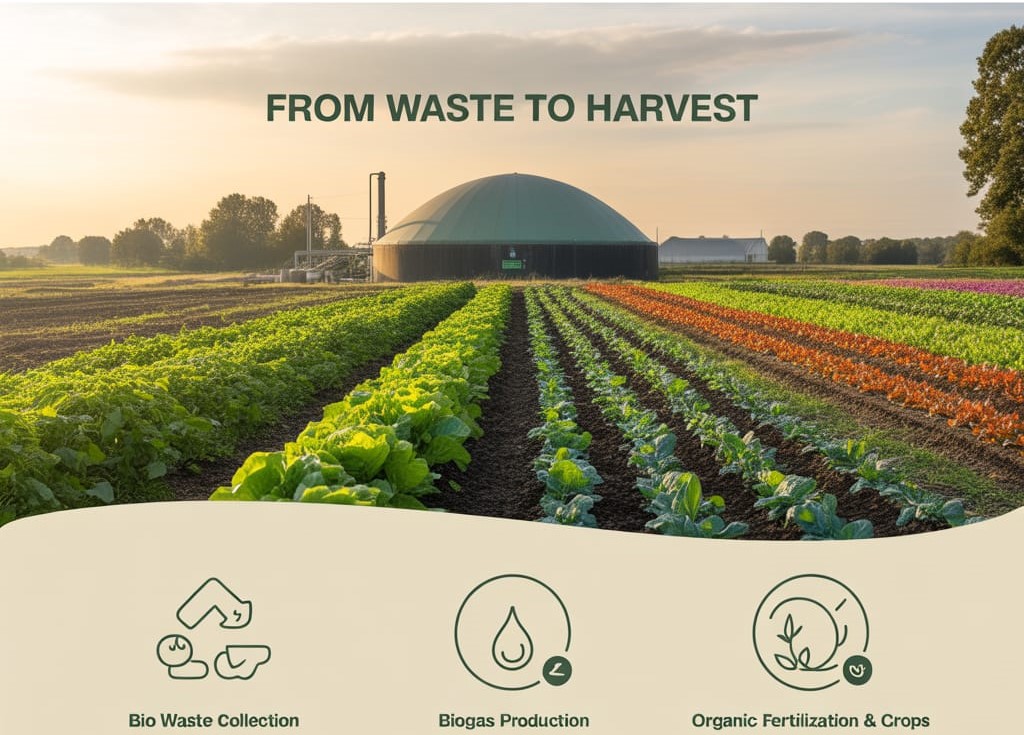 FROM WASTE TO HARVEST
Bio Waste Collection
Biogas Production
Organic Fertilization & Crops